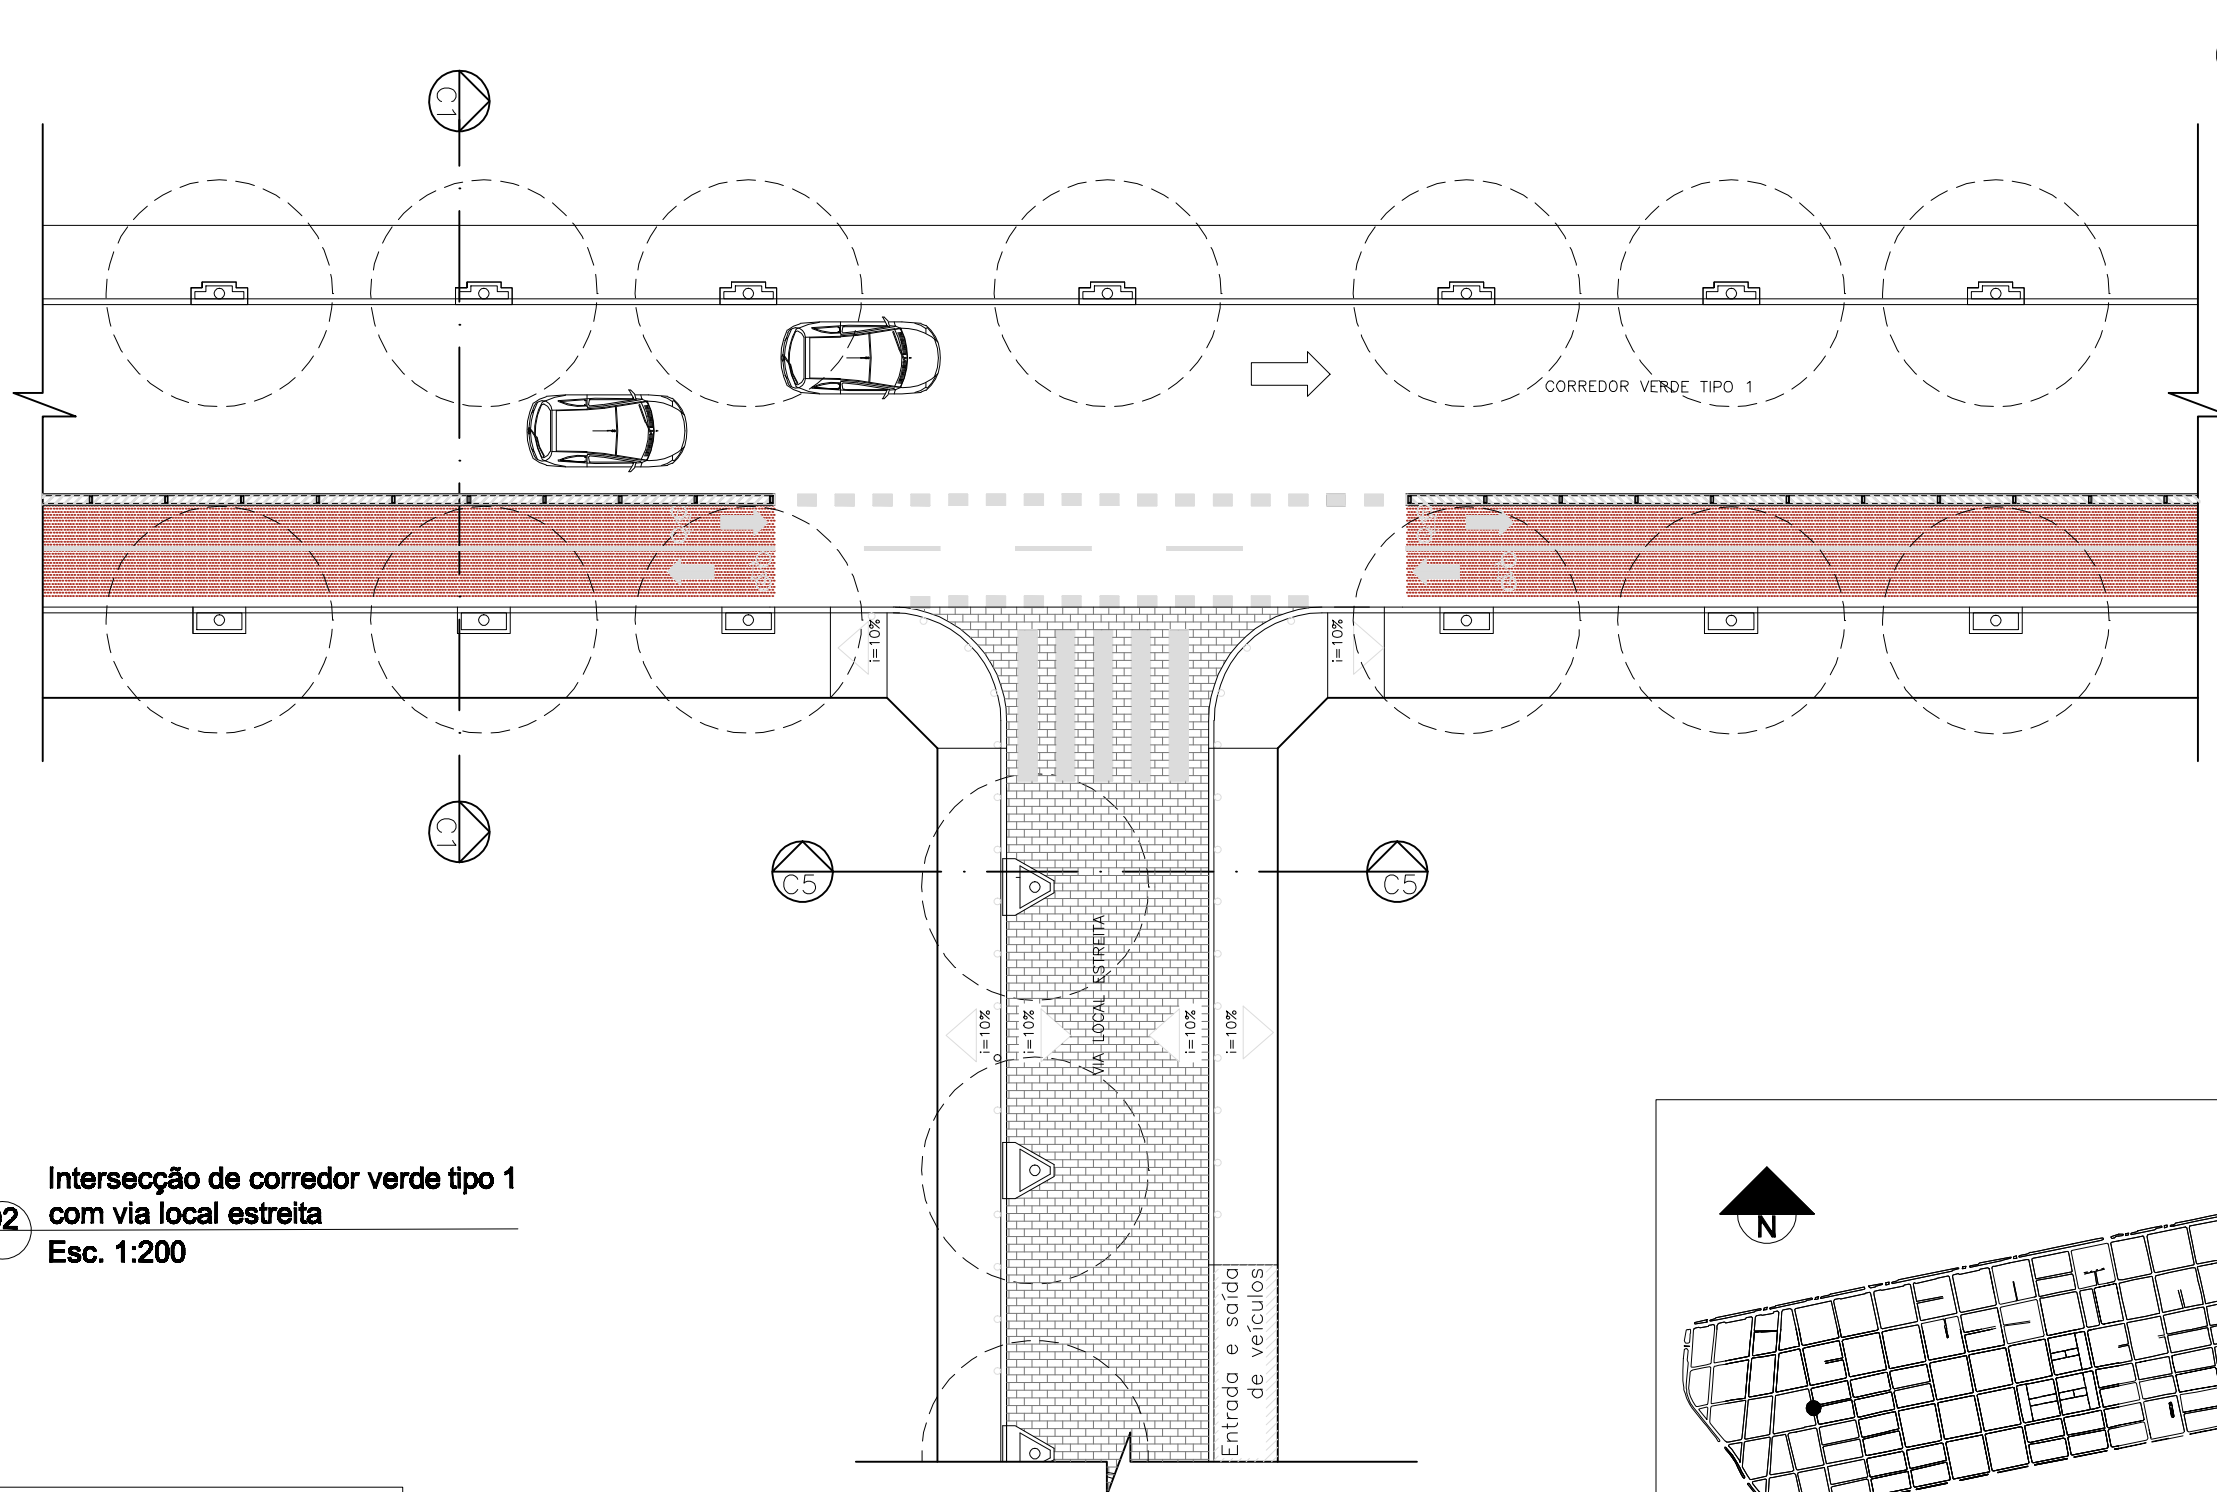 C1
CORREDOR VERDE TIPO 1
i=10%
i=10%
C1
C5
C5
VIA LOCAL ESTREITA
i=10%
i=10%
i=10%
i=10%
Intersecção de corredor verde tipo 1
com via local estreita
Esc. 1:200
N
Entrada e saída
de veículos